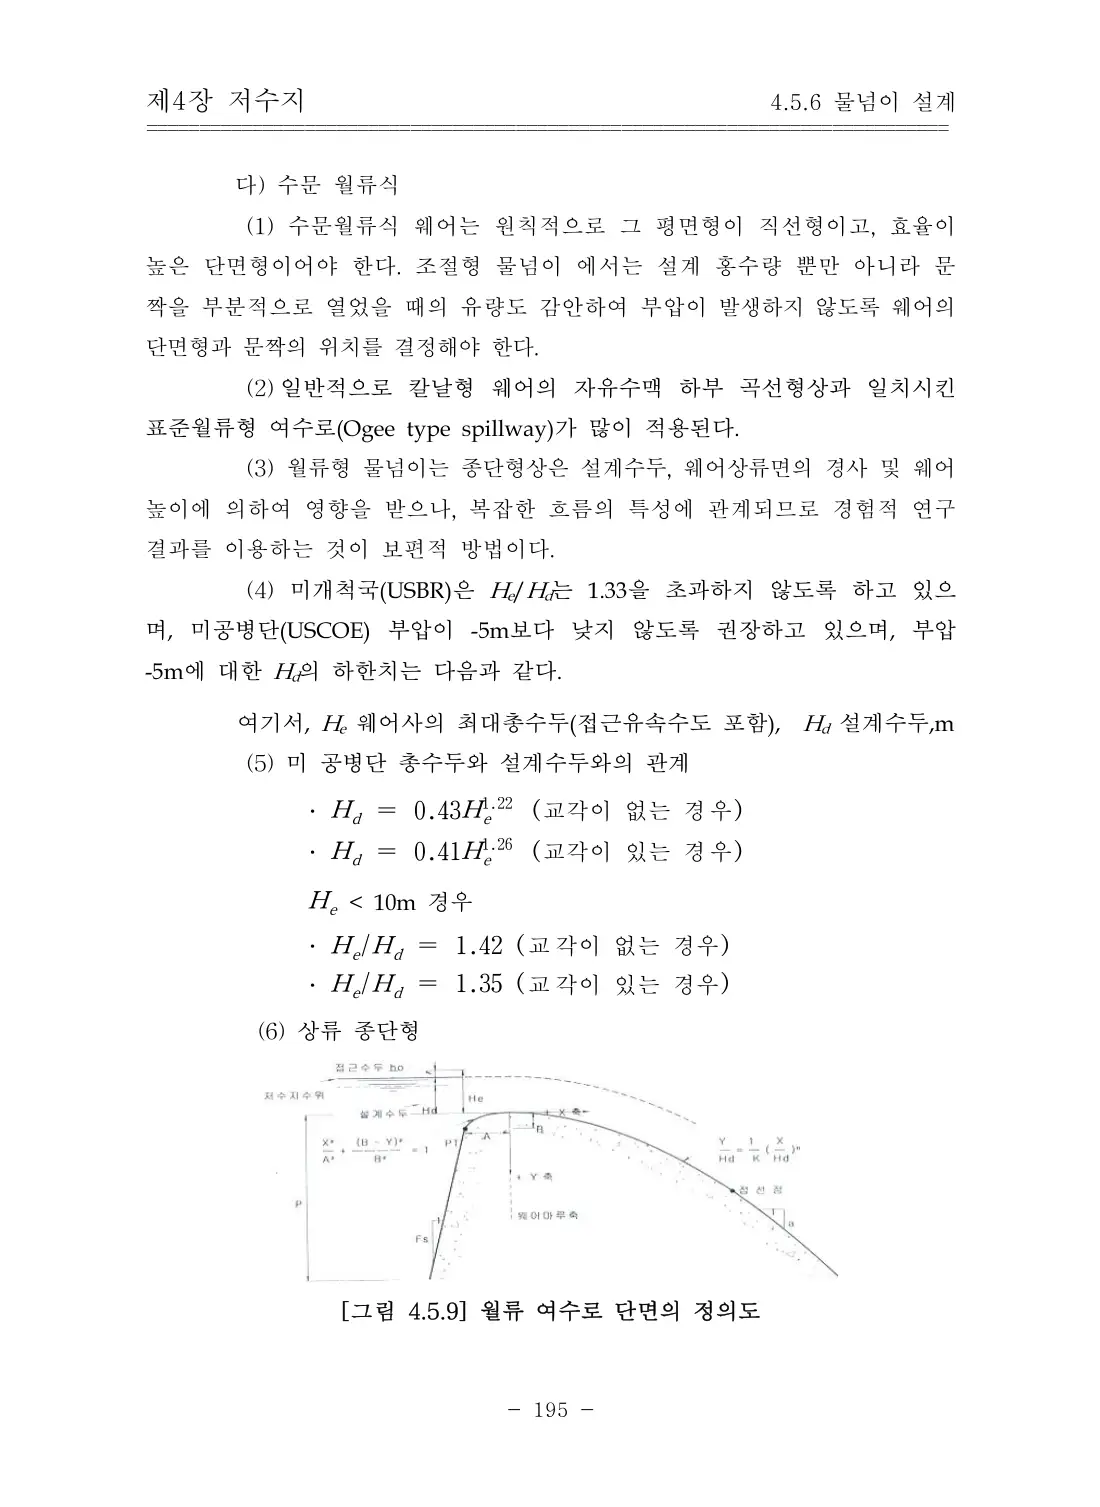 제4장 저수지 4.5.6 물넘이 설계
다) 수문 월류식
(1) 수문월류식 웨어는 원칙적으로 그 평면형이 직선형이고, 효율이
높은 단면형이어야 한다. 조절형 물넘이 에서는 설계 홍수량 뿐만 아니라 문
짝을 부분적으로 열었을 때의 유량도 감안하여 부압이 발생하지 않도록 웨어의
단면형과 문짝의 위치를 결정해야 한다.
(2) 일반적으로 칼날형 웨어의 자유수맥 하부 곡선형상과 일치시킨
표준월류형 여수로(Ogee type spillway)가 많이 적용된다.
(3) 월류형 물넘이는 종단형상은 설계수두, 웨어상류면의 경사 및 웨어
높이에 의하여 영향을 받으나, 복잡한 흐름의 특성에 관계되므로 경험적 연구
결과를 이용하는 것이 보편적 방법이다.
(4) 미개척국(USBR)은 He/Hd는 1.33을 초과하지 않도록 하고 있으
며, 미공병단(USCOE) 부압이 -5m보다 낮지 않도록 권장하고 있으며, 부압
-5m에 대한 Hd의 하한치는 다음과 같다.
여기서, He 웨어사의 최대총수두(접근유속수도 포함), Hd 설계수두,m
(5) 미 공병단 총수두와 설계수두와의 관계
· Hd = 0.43He^1.22 (교각이 없는 경우)
· Hd = 0.41He^1.26 (교각이 있는 경우)
He < 10m 경우
· He/Hd = 1.42 (교각이 없는 경우)
· He/Hd = 1.35 (교각이 있는 경우)
(6) 상류 종단형
접근수두 ho
저수지수위
He
설계수두 Hd
+ X 축
A B
X²/A² + (B - Y)²/B² = 1
PT
Y/Hd = 1/K (X/Hd)ⁿ
+ Y 축
접선점
P
웨어마루축
1
a
Fs
[그림 4.5.9] 월류 여수로 단면의 정의도
- 195 -